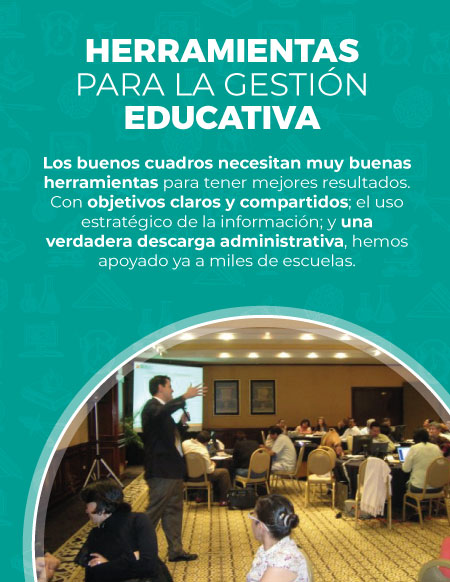 HERRAMIENTAS
PARA LA GESTIÓN
EDUCATIVA
Los buenos cuadros necesitan muy buenas
herramientas para tener mejores resultados.
Con objetivos claros y compartidos; el uso
estratégico de la información; y una
verdadera descarga administrativa, hemos
apoyado ya a miles de escuelas.